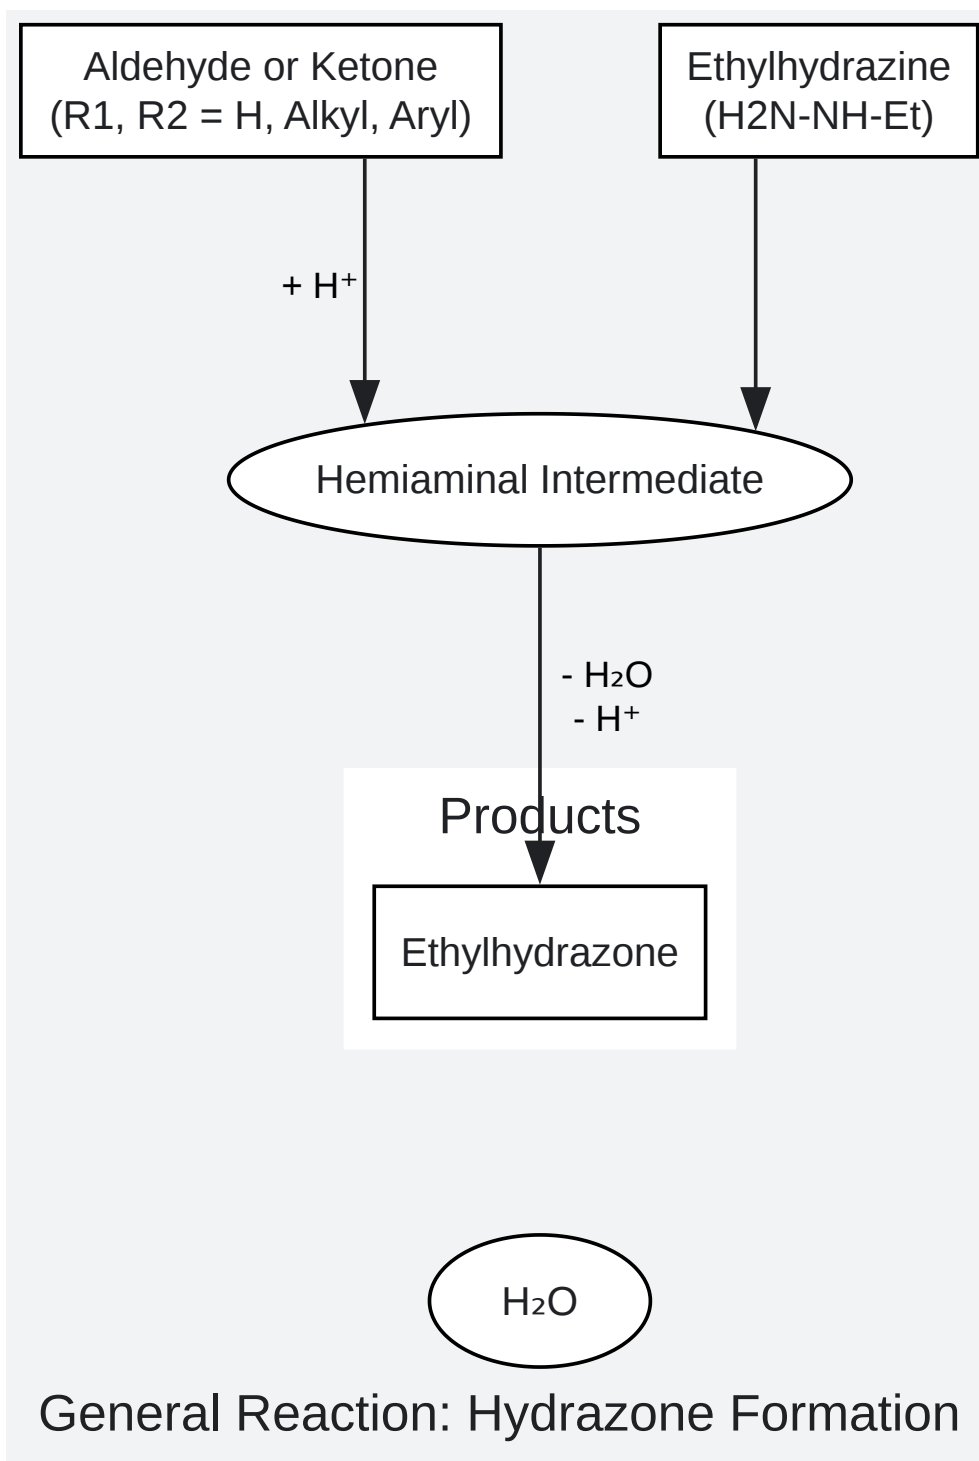 Aldehyde or Ketone
(R1, R2 = H, Alkyl, Aryl)
Ethylhydrazine
(H2N-NH-Et)
+ H⁺
Hemiaminal Intermediate
- H₂O
- H⁺
Products
Ethylhydrazone
H₂O
General Reaction: Hydrazone Formation